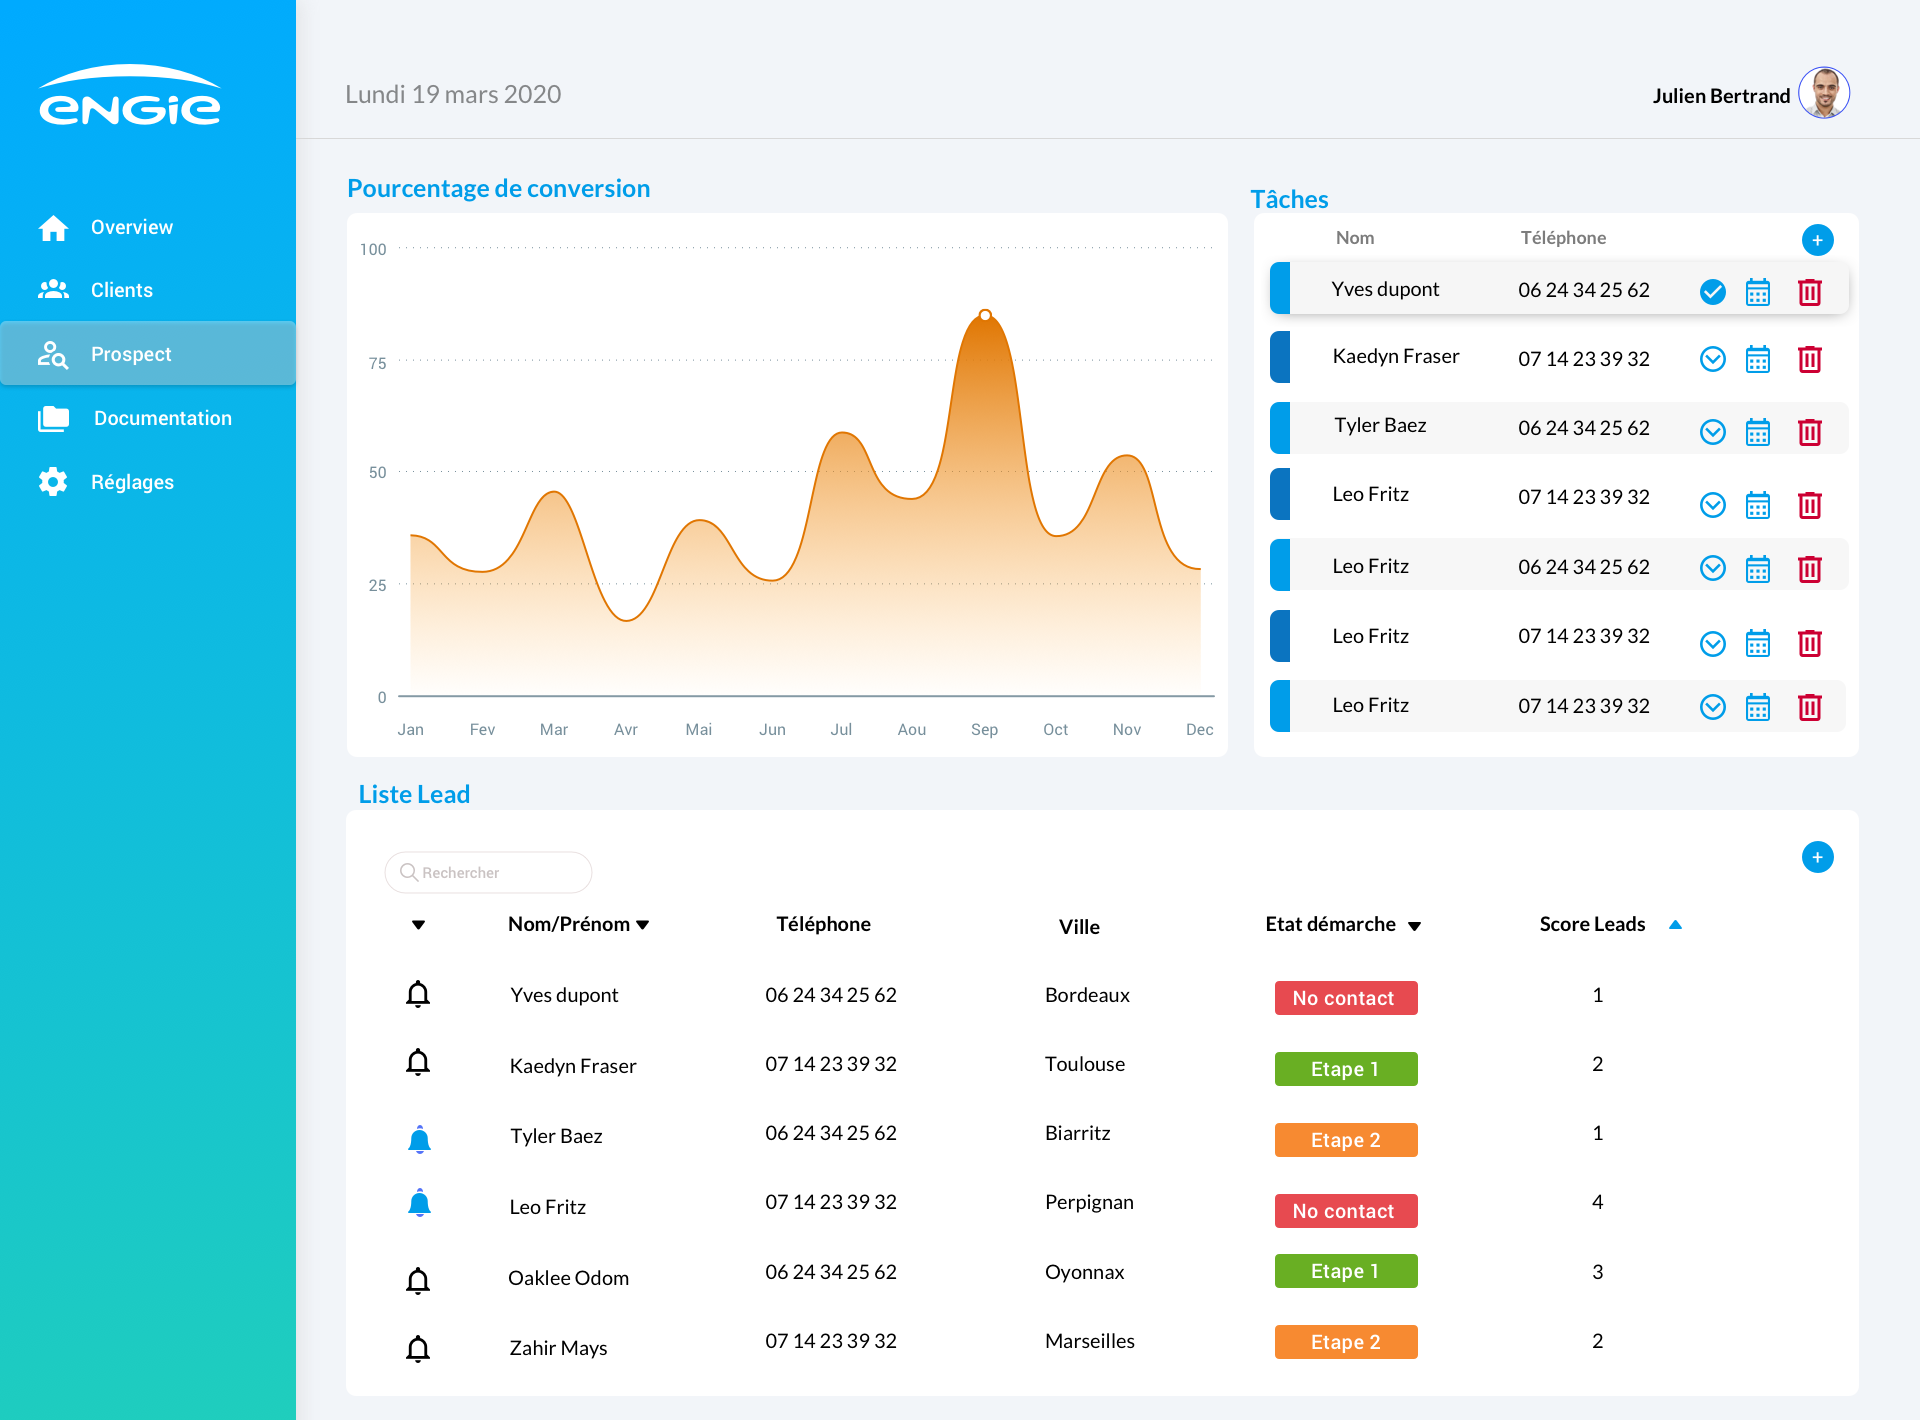 ENGIE
Overview
Clients
Prospect
Documentation
Réglages
Lundi 19 mars 2020
Julien Bertrand
Pourcentage de conversion
100
75
50
25
0
Jan Fev Mar Avr Mai Jun Jul Aou Sep Oct Nov Dec
Tâches
Nom Téléphone
+
Yves dupont 06 24 34 25 62
Kaedyn Fraser 07 14 23 39 32
Tyler Baez 06 24 34 25 62
Leo Fritz 07 14 23 39 32
Leo Fritz 06 24 34 25 62
Leo Fritz 07 14 23 39 32
Leo Fritz 07 14 23 39 32
Liste Lead
Rechercher
+
Nom/Prénom Téléphone Ville Etat démarche Score Leads
Yves dupont 06 24 34 25 62 Bordeaux No contact 1
Kaedyn Fraser 07 14 23 39 32 Toulouse Etape 1 2
Tyler Baez 06 24 34 25 62 Biarritz Etape 2 1
Leo Fritz 07 14 23 39 32 Perpignan No contact 4
Oaklee Odom 06 24 34 25 62 Oyonnax Etape 1 3
Zahir Mays 07 14 23 39 32 Marseilles Etape 2 2